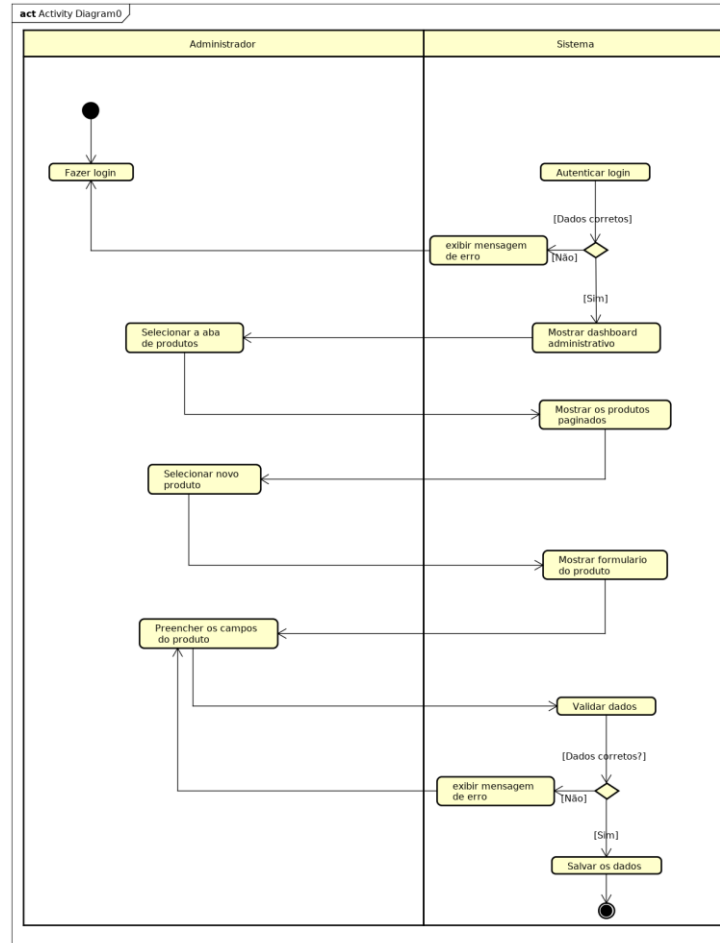 act Activity Diagram0
Administrador
Sistema
Fazer login
Autenticar login
[Dados corretos]
exibir mensagem
de erro
[Não]
[Sim]
Selecionar a aba
de produtos
Mostrar dashboard
administrativo
Mostrar os produtos
paginados
Selecionar novo
produto
Mostrar formulario
do produto
Preencher os campos
do produto
Validar dados
[Dados corretos?]
exibir mensagem
de erro
[Não]
[Sim]
Salvar os dados